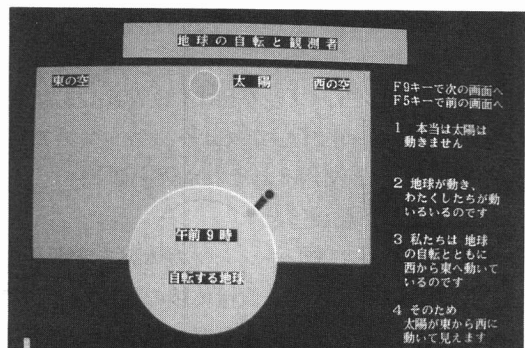 地球の自転と観測者
東の空
太陽
西の空
午前9時
自転する地球
F9キーで次の画面へ
F5キーで前の画面へ
1 本当は太陽は
動きません
2 地球が動き、
わたくしたちが動
いるいるのです
3 私たちは 地球
の自転とともに
西から東へ動いて
いるのです
4 そのため
太陽が東から西に
動いて見えます